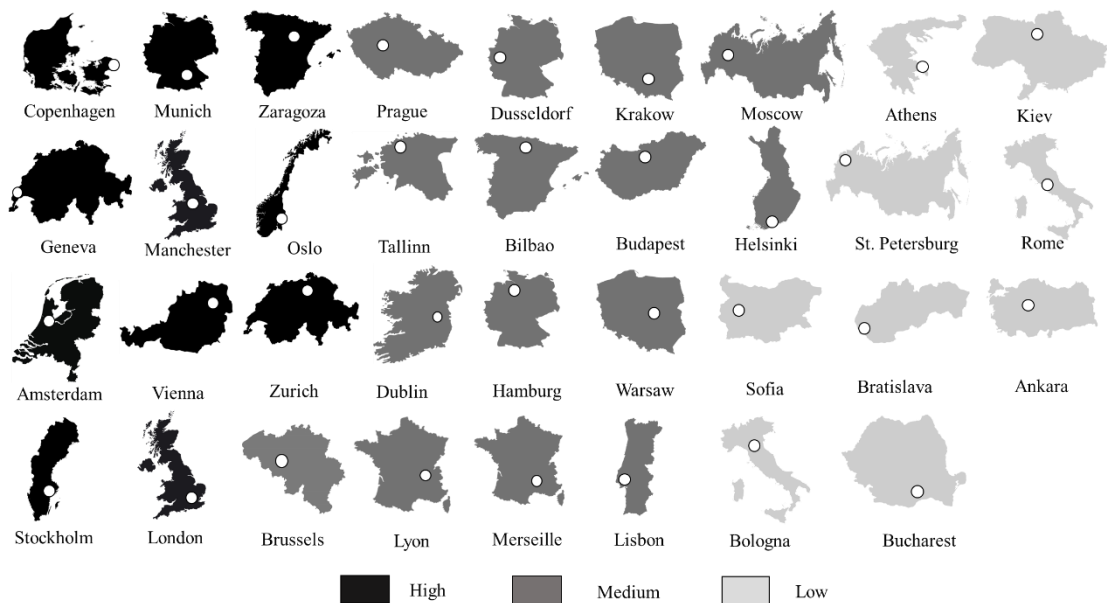 Copenhagen Munich Zaragoza Prague Dusseldorf Krakow Moscow Athens Kiev
Geneva Manchester Oslo Tallinn Bilbao Budapest Helsinki St. Petersburg Rome
Amsterdam Vienna Zurich Dublin Hamburg Warsaw Sofia Bratislava Ankara
Stockholm London Brussels Lyon Merseille Lisbon Bologna Bucharest
High Medium Low